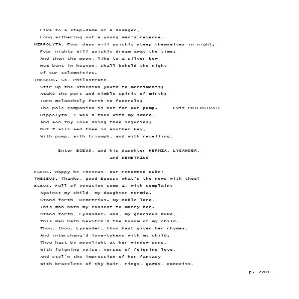 Like to a step-dame or a dowager,
Long withering out a young man's revenue.
HIPPOLYTA. Four days will quickly steep themselves in night;
Four nights will quickly dream away the time;
And then the moon, like to a silver bow
New bent in heaven, shall behold the night
Of our solemnities.
THESEUS. Go, Philostrate,
Stir up the Athenian youth to merriments;
Awake the pert and nimble spirit of mirth;
Turn melancholy forth to funerals;
The pale companion is not for our pomp. Exit PHILOSTRATE
Hippolyta, I woo'd thee with my sword,
And won thy love doing thee injuries;
But I will wed thee in another key,
With pomp, with triumph, and with revelling.
Enter EGEUS, and his daughter HERMIA, LYSANDER,
and DEMETRIUS
EGEUS. Happy be Theseus, our renowned Duke!
THESEUS. Thanks, good Egeus; what's the news with thee?
EGEUS. Full of vexation come I, with complaint
Against my child, my daughter Hermia.
Stand forth, Demetrius. My noble lord,
This man hath my consent to marry her.
Stand forth, Lysander. And, my gracious Duke,
This man hath bewitch'd the bosom of my child.
Thou, thou, Lysander, thou hast given her rhymes,
And interchang'd love-tokens with my child;
Thou hast by moonlight at her window sung,
With feigning voice, verses of feigning love,
And stol'n the impression of her fantasy
With bracelets of thy hair, rings, gawds, conceits,